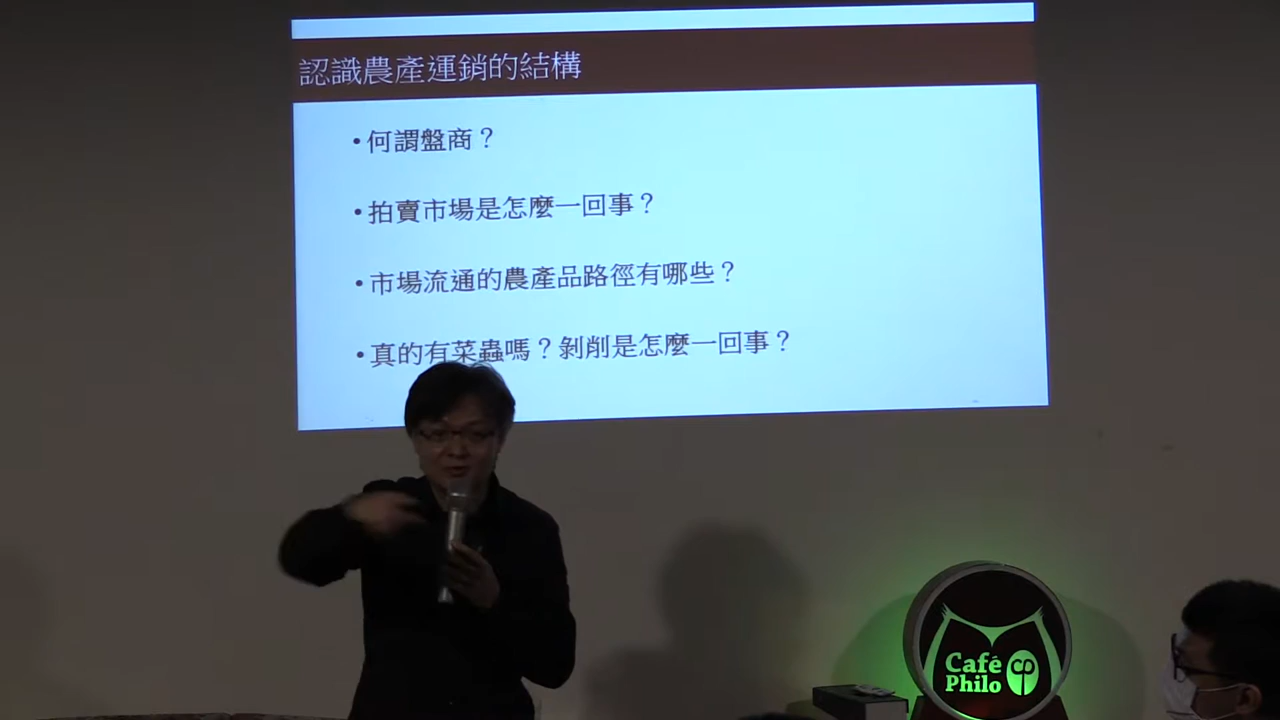 認識農產運銷的結構
•何謂盤商？
•拍賣市場是怎麼一回事？
•市場流通的農產品路徑有哪些？
•真的有菜蟲嗎？剝削是怎麼一回事？
Café
Philo
cp